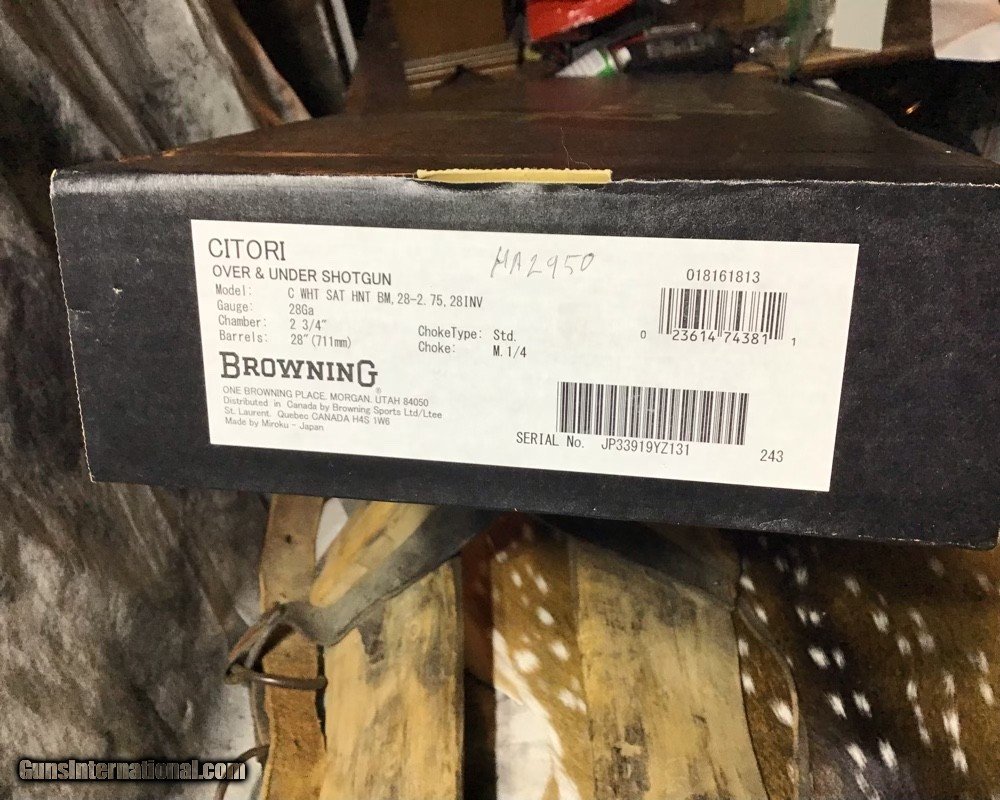 CITORI
OVER & UNDER SHOTGUN
HA2950
018161813
Model: C WHT SAT HNT BM, 28-2. 75, 28INV
Gauge: 28Ga
Chamber: 2 3/4"
Barrels: 28"(711mm)
ChokeType: Std.
Choke: M. 1/4
0 23614 74381 1
BROWNING®
ONE BROWNING PLACE, MORGAN, UTAH 84050
Distributed in Canada by Browning Sports Ltd/Ltee
St. Laurent, Quebec CANADA H4S 1W6
Made by Miroku - Japan
SERIAL No. JP33919YZ131
243
GunsInternational.com